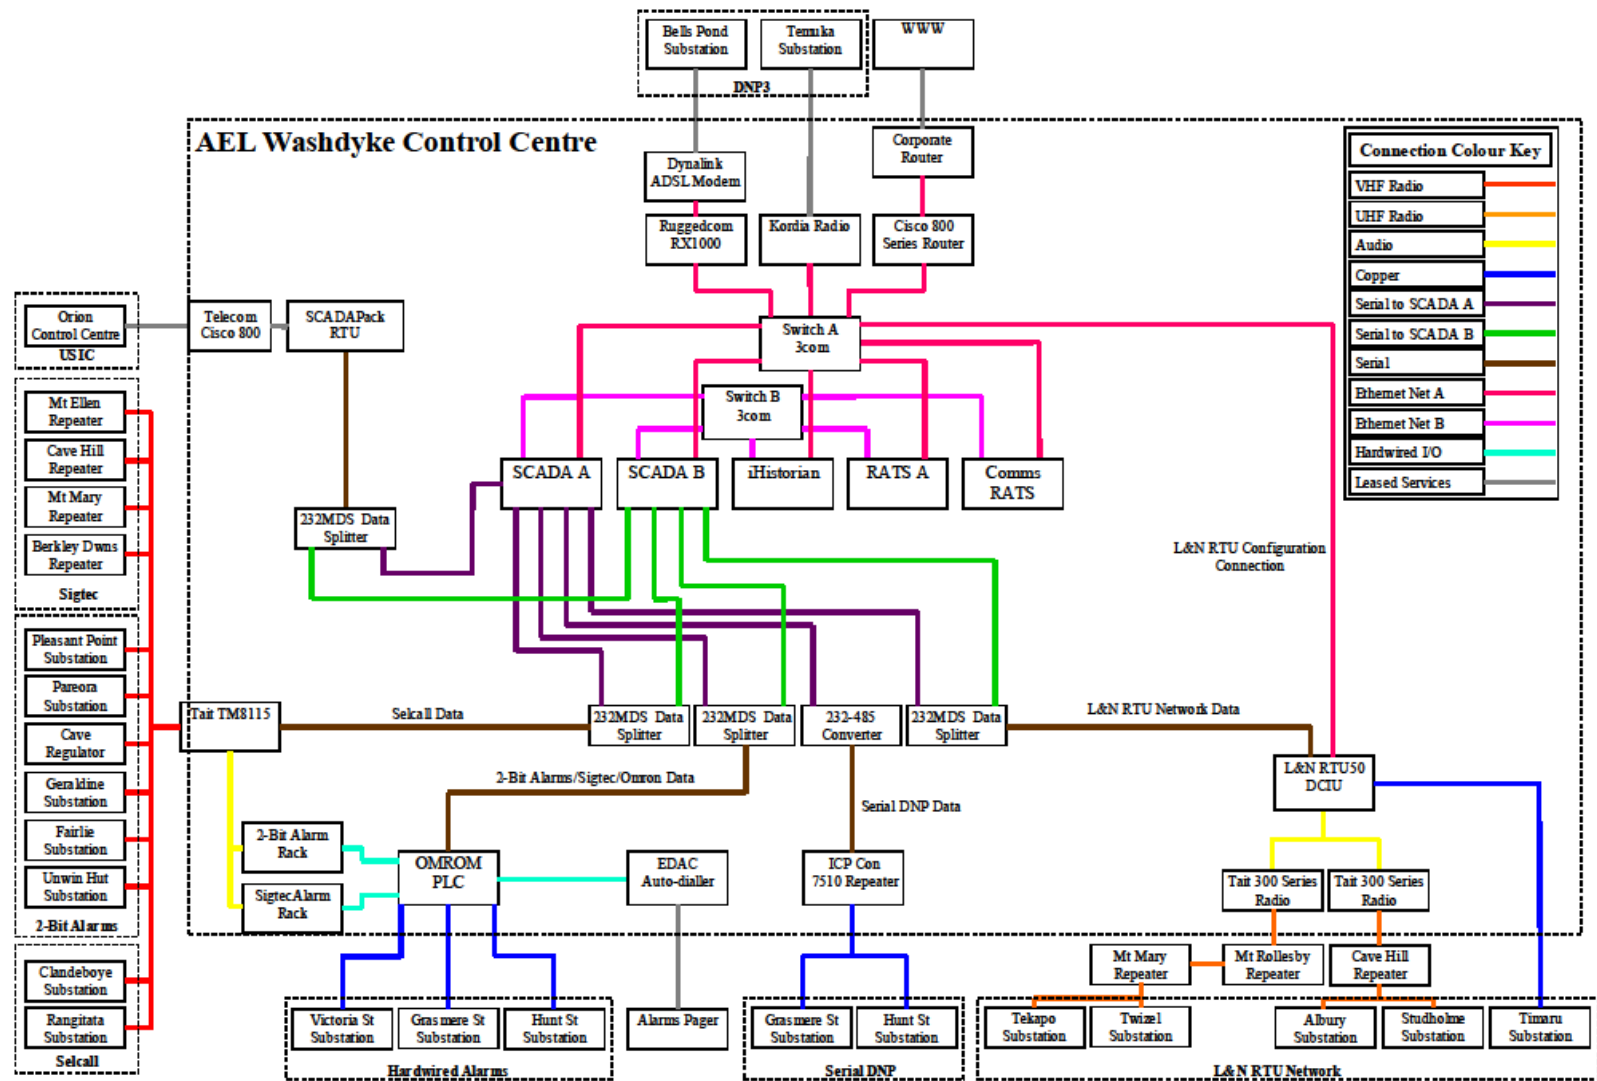 Bells Pond
Substation
Temuka
Substation
WWW
DNP3
AEL Washdyke Control Centre
Corporate
Router
Connection Colour Key
VHF Radio
UHF Radio
Audio
Copper
Serial to SCADA A
Serial to SCADA B
Serial
Ethernet Net A
Ethernet Net B
Hardwired I/O
Leased Services
Dynalink
ADSL Modem
Ruggedcom
RX1000
Kordia Radio
Cisco 800
Series Router
Orion
Control Centre
USIC
Telecom
Cisco 800
SCADAPack
RTU
Switch A
3com
Switch B
3com
Mt Ellen
Repeater
Cave Hill
Repeater
Mt Mary
Repeater
Berkley Dwns
Repeater
Sigtec
SCADA A
SCADA B
iHistorian
RATS A
Comms
RATS
232MDS Data
Splitter
L&N RTU Configuration
Connection
Pleasant Point
Substation
Pareora
Substation
Cave
Regulator
Geraldine
Substation
Fairlie
Substation
Unwin Hut
Substation
2-Bit Alarms
Tait TM8115
Selcall Data
232MDS Data
Splitter
232MDS Data
Splitter
232-485
Converter
232MDS Data
Splitter
L&N RTU Network Data
2-Bit Alarms/Sigtec/Omron Data
Serial DNP Data
L&N RTU50
DCIU
2-Bit Alarm
Rack
SigtecAlarm
Rack
OMROM
PLC
EDAC
Auto-dialler
ICP Con
7510 Repeater
Tait 300 Series
Radio
Tait 300 Series
Radio
Clandeboye
Substation
Rangitata
Substation
Selcall
Mt Mary
Repeater
Mt Rollesby
Repeater
Cave Hill
Repeater
Victoria St
Substation
Grasmere St
Substation
Hunt St
Substation
Hardwired Alarms
Alarms Pager
Grasmere St
Substation
Hunt St
Substation
Serial DNP
Tekapo
Substation
Twizel
Substation
Albury
Substation
Studholme
Substation
Timaru
Substation
L&N RTU Network